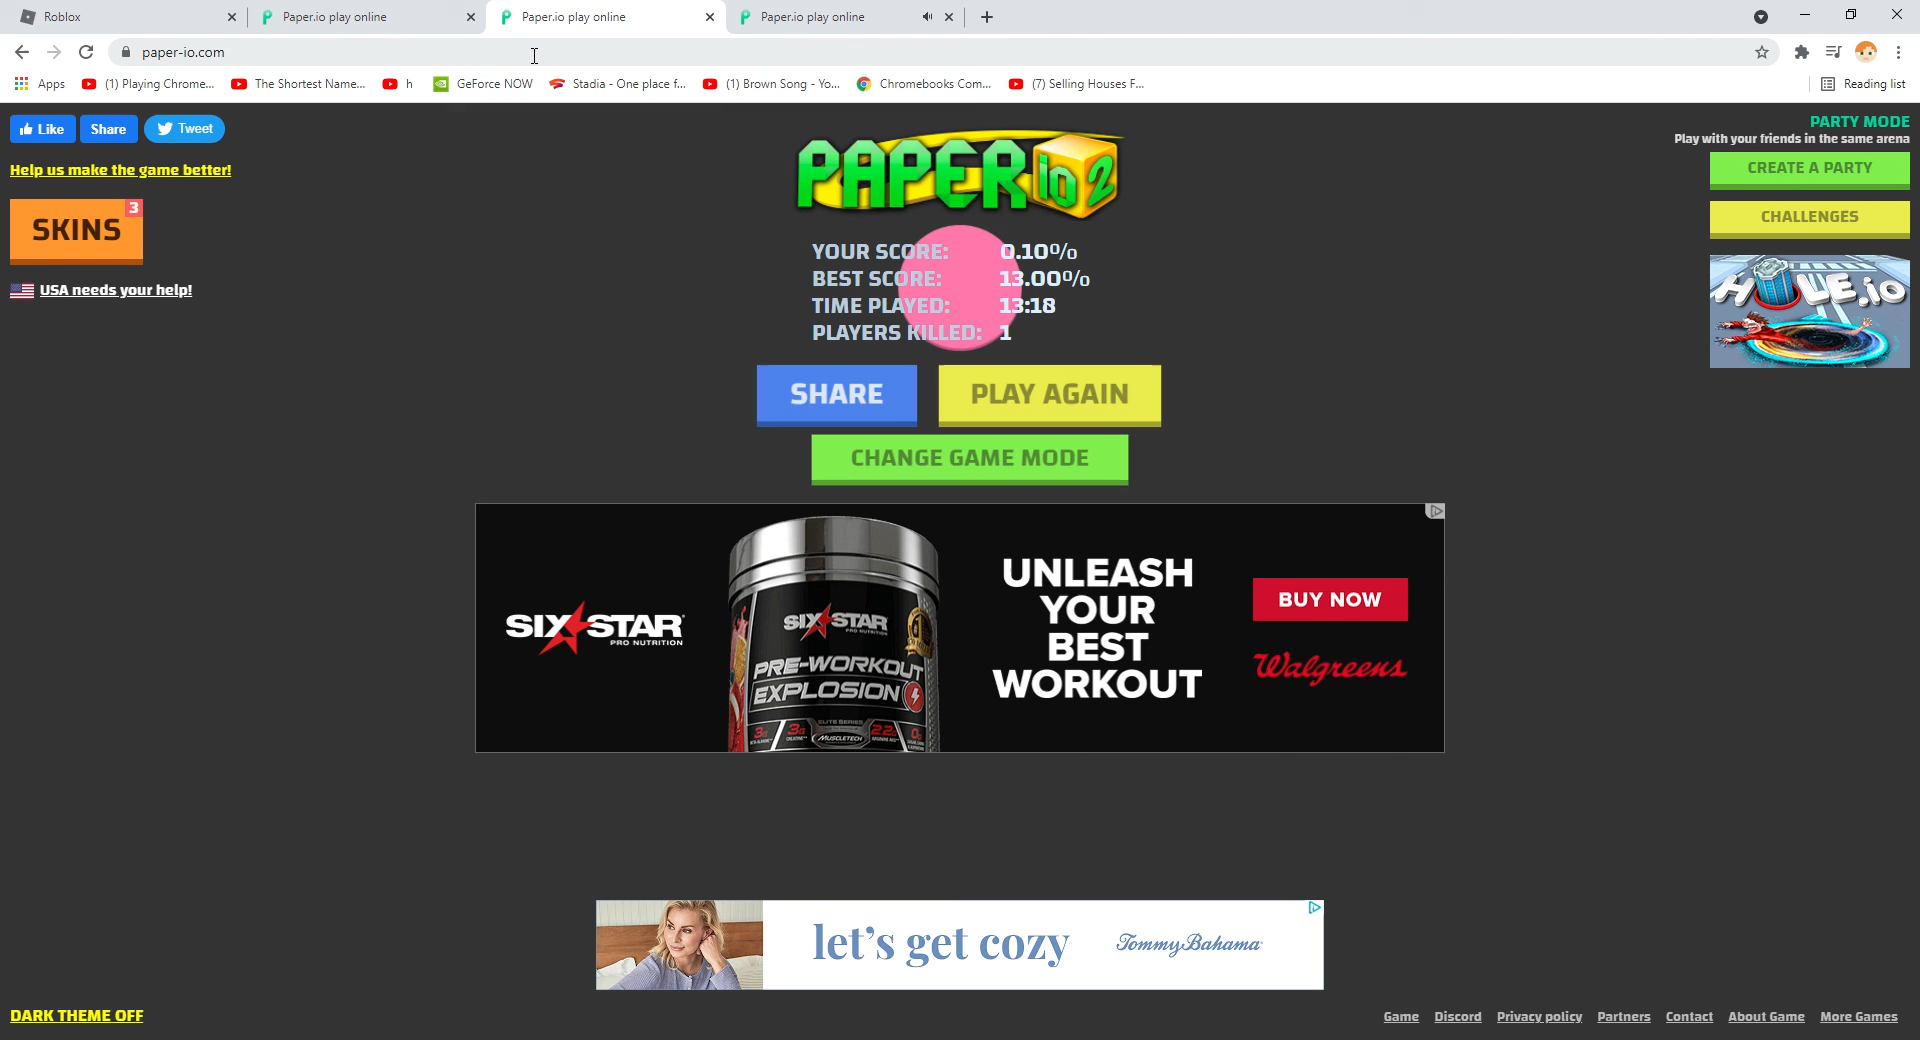 Roblox
Paper.io play online
Paper.io play online
Paper.io play online
paper-io.com
Apps
(1) Playing Chrome...
The Shortest Name...
h
GeForce NOW
Stadia - One place f...
(1) Brown Song - Yo...
Chromebooks Com...
(7) Selling Houses F...
Reading list
Like
Share
Tweet
Help us make the game better!
SKINS
3
USA needs your help!
PAPER io 2
YOUR SCORE: 0.10%
BEST SCORE: 13.00%
TIME PLAYED: 13:18
PLAYERS KILLED: 1
SHARE
PLAY AGAIN
CHANGE GAME MODE
PARTY MODE
Play with your friends in the same arena
CREATE A PARTY
CHALLENGES
HOLE.io
SIX STAR
PRO NUTRITION
SIX STAR
PRO NUTRITION
PRE-WORKOUT
EXPLOSION
ELITE SERIES
MUSCLETECH
UNLEASH
YOUR
BEST
WORKOUT
BUY NOW
Walgreens
let's get cozy
Tommy Bahama
DARK THEME OFF
Game
Discord
Privacy policy
Partners
Contact
About Game
More Games